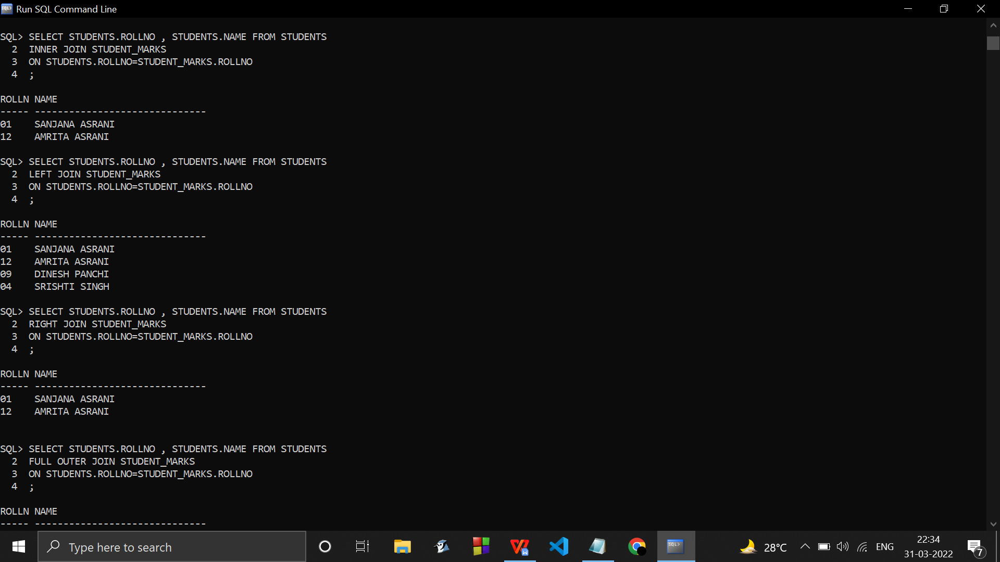 Run SQL Command Line
SQL> SELECT STUDENTS.ROLLNO , STUDENTS.NAME FROM STUDENTS
  2  INNER JOIN STUDENT_MARKS
  3  ON STUDENTS.ROLLNO=STUDENT_MARKS.ROLLNO
  4  ;
ROLLN NAME
----- ------------------------------
01    SANJANA ASRANI
12    AMRITA ASRANI
SQL> SELECT STUDENTS.ROLLNO , STUDENTS.NAME FROM STUDENTS
  2  LEFT JOIN STUDENT_MARKS
  3  ON STUDENTS.ROLLNO=STUDENT_MARKS.ROLLNO
  4  ;
ROLLN NAME
----- ------------------------------
01    SANJANA ASRANI
12    AMRITA ASRANI
09    DINESH PANCHI
04    SRISHTI SINGH
SQL> SELECT STUDENTS.ROLLNO , STUDENTS.NAME FROM STUDENTS
  2  RIGHT JOIN STUDENT_MARKS
  3  ON STUDENTS.ROLLNO=STUDENT_MARKS.ROLLNO
  4  ;
ROLLN NAME
----- ------------------------------
01    SANJANA ASRANI
12    AMRITA ASRANI
SQL> SELECT STUDENTS.ROLLNO , STUDENTS.NAME FROM STUDENTS
  2  FULL OUTER JOIN STUDENT_MARKS
  3  ON STUDENTS.ROLLNO=STUDENT_MARKS.ROLLNO
  4  ;
ROLLN NAME
----- ------------------------------
Type here to search
28°C
ENG
22:34
31-03-2022
7